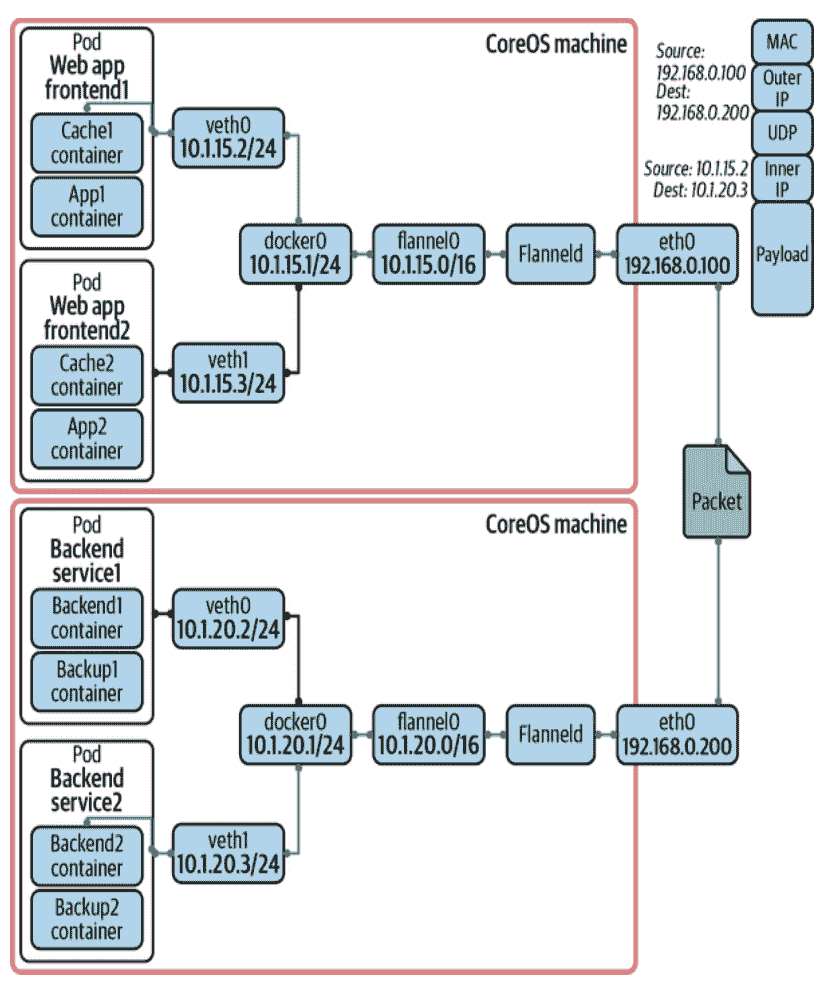 CoreOS machine
Pod
Web app
frontend1
Cache1
container
App1
container
veth0
10.1.15.2/24
Pod
Web app
frontend2
Cache2
container
App2
container
veth1
10.1.15.3/24
docker0
10.1.15.1/24
flannel0
10.1.15.0/16
Flanneld
eth0
192.168.0.100
Source:
192.168.0.100
Dest:
192.168.0.200
Source: 10.1.15.2
Dest: 10.1.20.3
MAC
Outer
IP
UDP
Inner
IP
Payload
Packet
CoreOS machine
Pod
Backend
service1
Backend1
container
Backup1
container
veth0
10.1.20.2/24
Pod
Backend
service2
Backend2
container
Backup2
container
veth1
10.1.20.3/24
docker0
10.1.20.1/24
flannel0
10.1.20.0/16
Flanneld
eth0
192.168.0.200